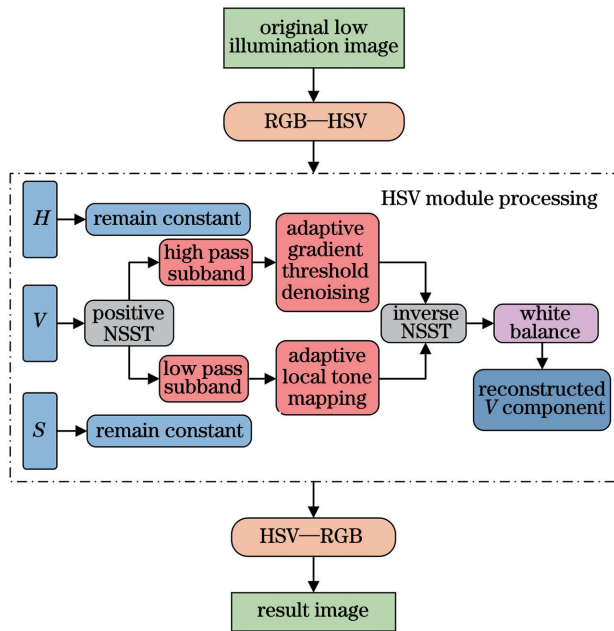 original low
illumination image
RGB—HSV
HSV module processing
H
remain constant
high pass
subband
adaptive
gradient
threshold
denoising
V
positive
NSST
inverse
NSST
white
balance
low pass
subband
adaptive
local tone
mapping
reconstructed
V component
S
remain constant
HSV—RGB
result image